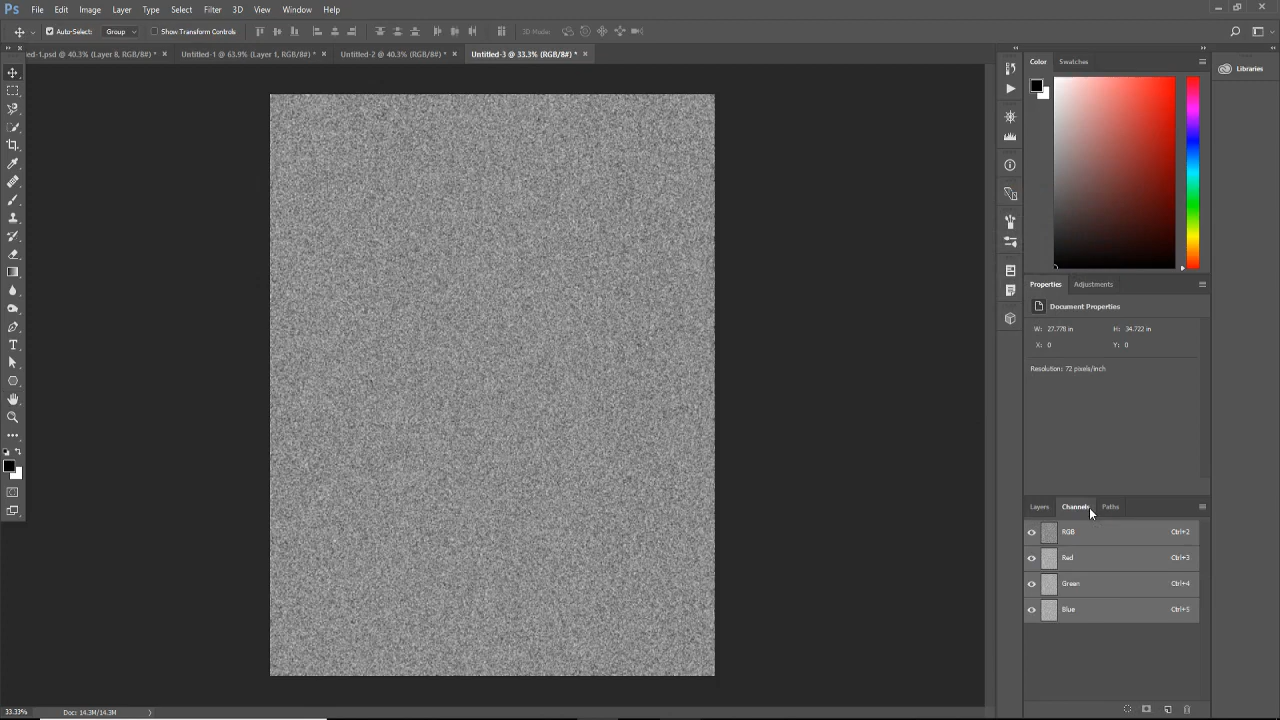 Ps File Edit Image Layer Type Select Filter 3D View Window Help
Auto-Select: Group Show Transform Controls 3D Mode:
ed-1.psd @ 40.3% (Layer 8, RGB/8#) * Untitled-1 @ 63.9% (Layer 1, RGB/8#) * Untitled-2 @ 40.3% (RGB/8#) * Untitled-3 @ 33.3% (RGB/8#) *
Color Swatches
Libraries
Properties Adjustments
Document Properties
W: 27.778 in H: 34.722 in
X: 0 Y: 0
Resolution: 72 pixels/inch
Layers Channels Paths
RGB Ctrl+2
Red Ctrl+3
Green Ctrl+4
Blue Ctrl+5
33.33% Doc: 14.3M/14.3M